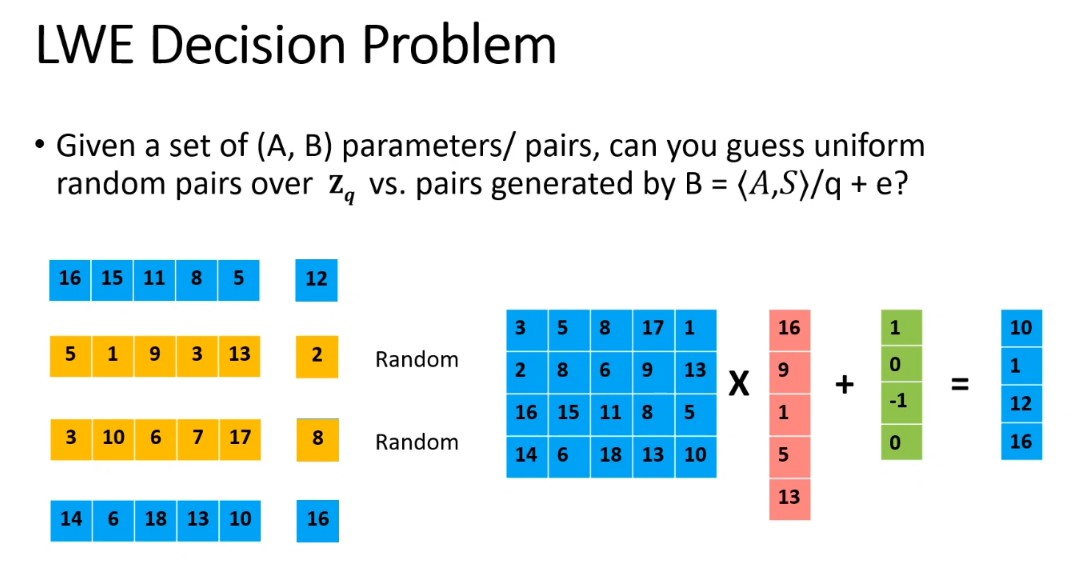 LWE Decision Problem
• Given a set of (A, B) parameters/ pairs, can you guess uniform
random pairs over Z_q vs. pairs generated by B = ⟨A,S⟩/q + e?
16 15 11 8 5 12
5 1 9 3 13 2 Random
3 10 6 7 17 8 Random
14 6 18 13 10 16
3 5 8 17 1
2 8 6 9 13
16 15 11 8 5
14 6 18 13 10
X
16
9
1
5
13
+
1
0
-1
0
=
10
1
12
16